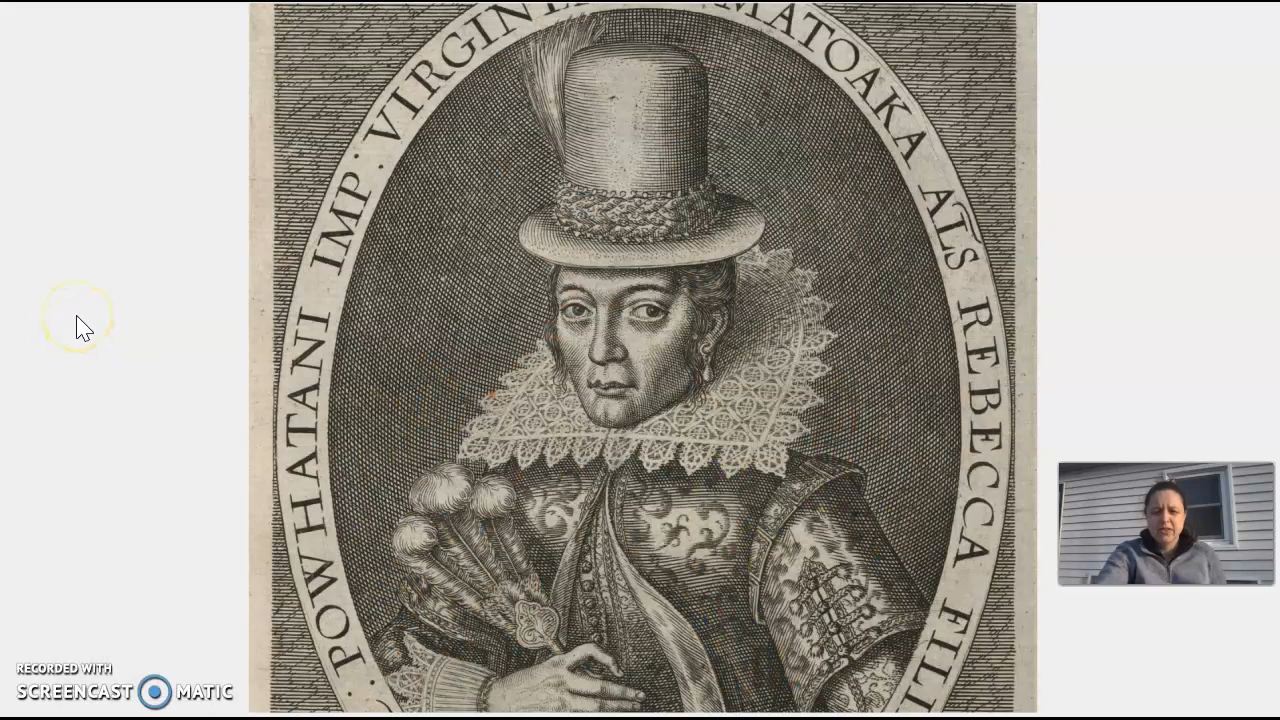 MATOAKA ALS REBECCA FILI
POWHATANI IMP: VIRGIN
RECORDED WITH
SCREENCAST MATIC